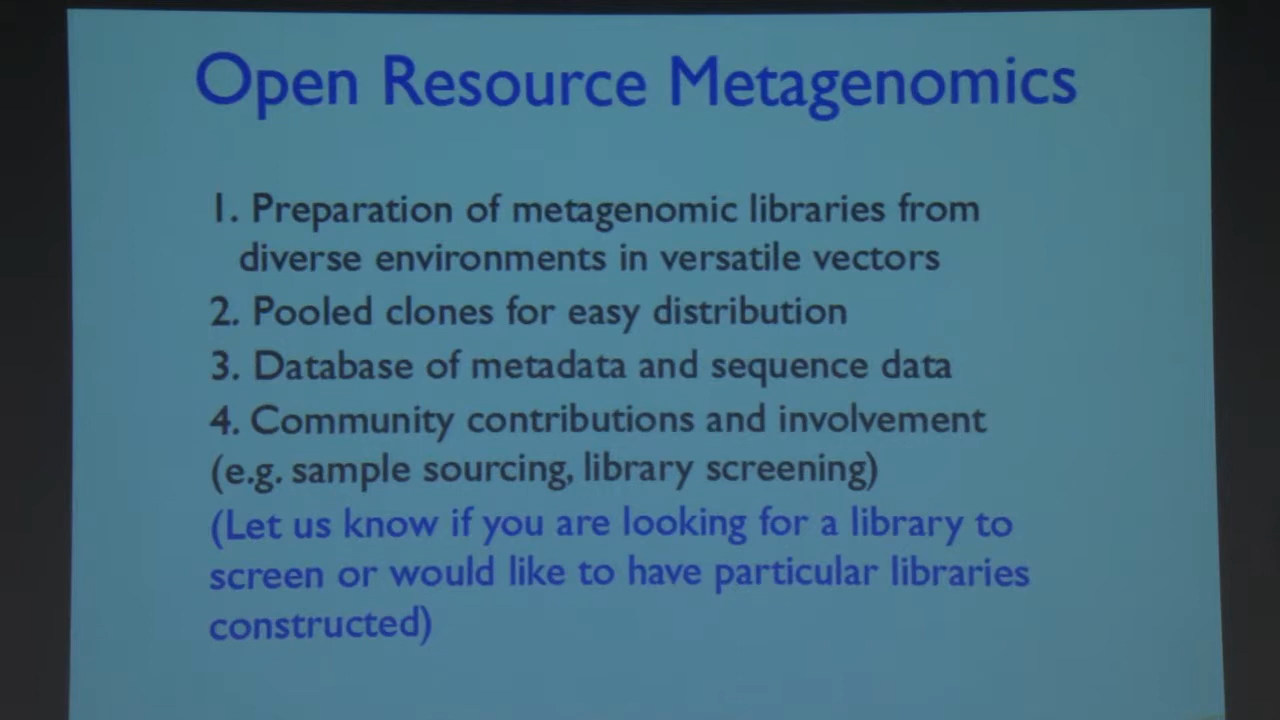 Open Resource Metagenomics
1. Preparation of metagenomic libraries from
diverse environments in versatile vectors
2. Pooled clones for easy distribution
3. Database of metadata and sequence data
4. Community contributions and involvement
(e.g. sample sourcing, library screening)
(Let us know if you are looking for a library to
screen or would like to have particular libraries
constructed)